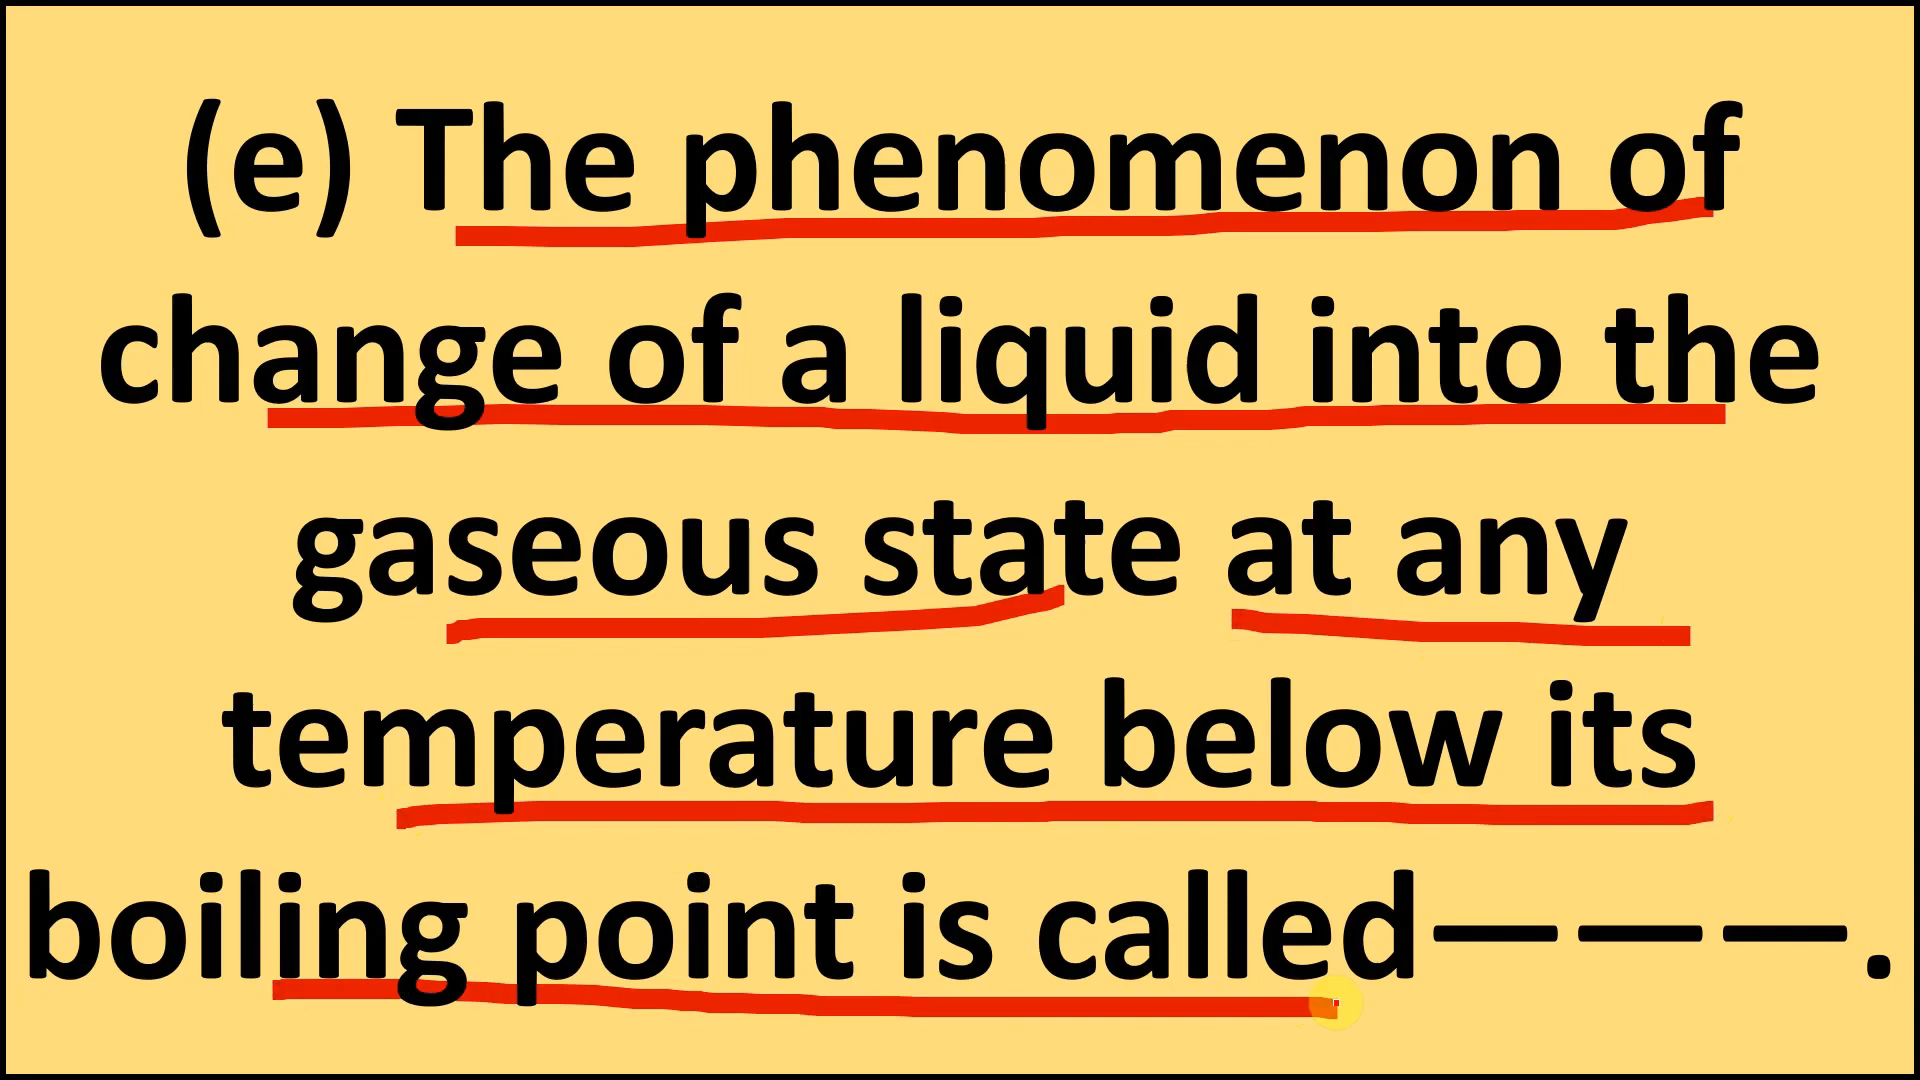 (e) The phenomenon of
change of a liquid into the
gaseous state at any
temperature below its
boiling point is called———.